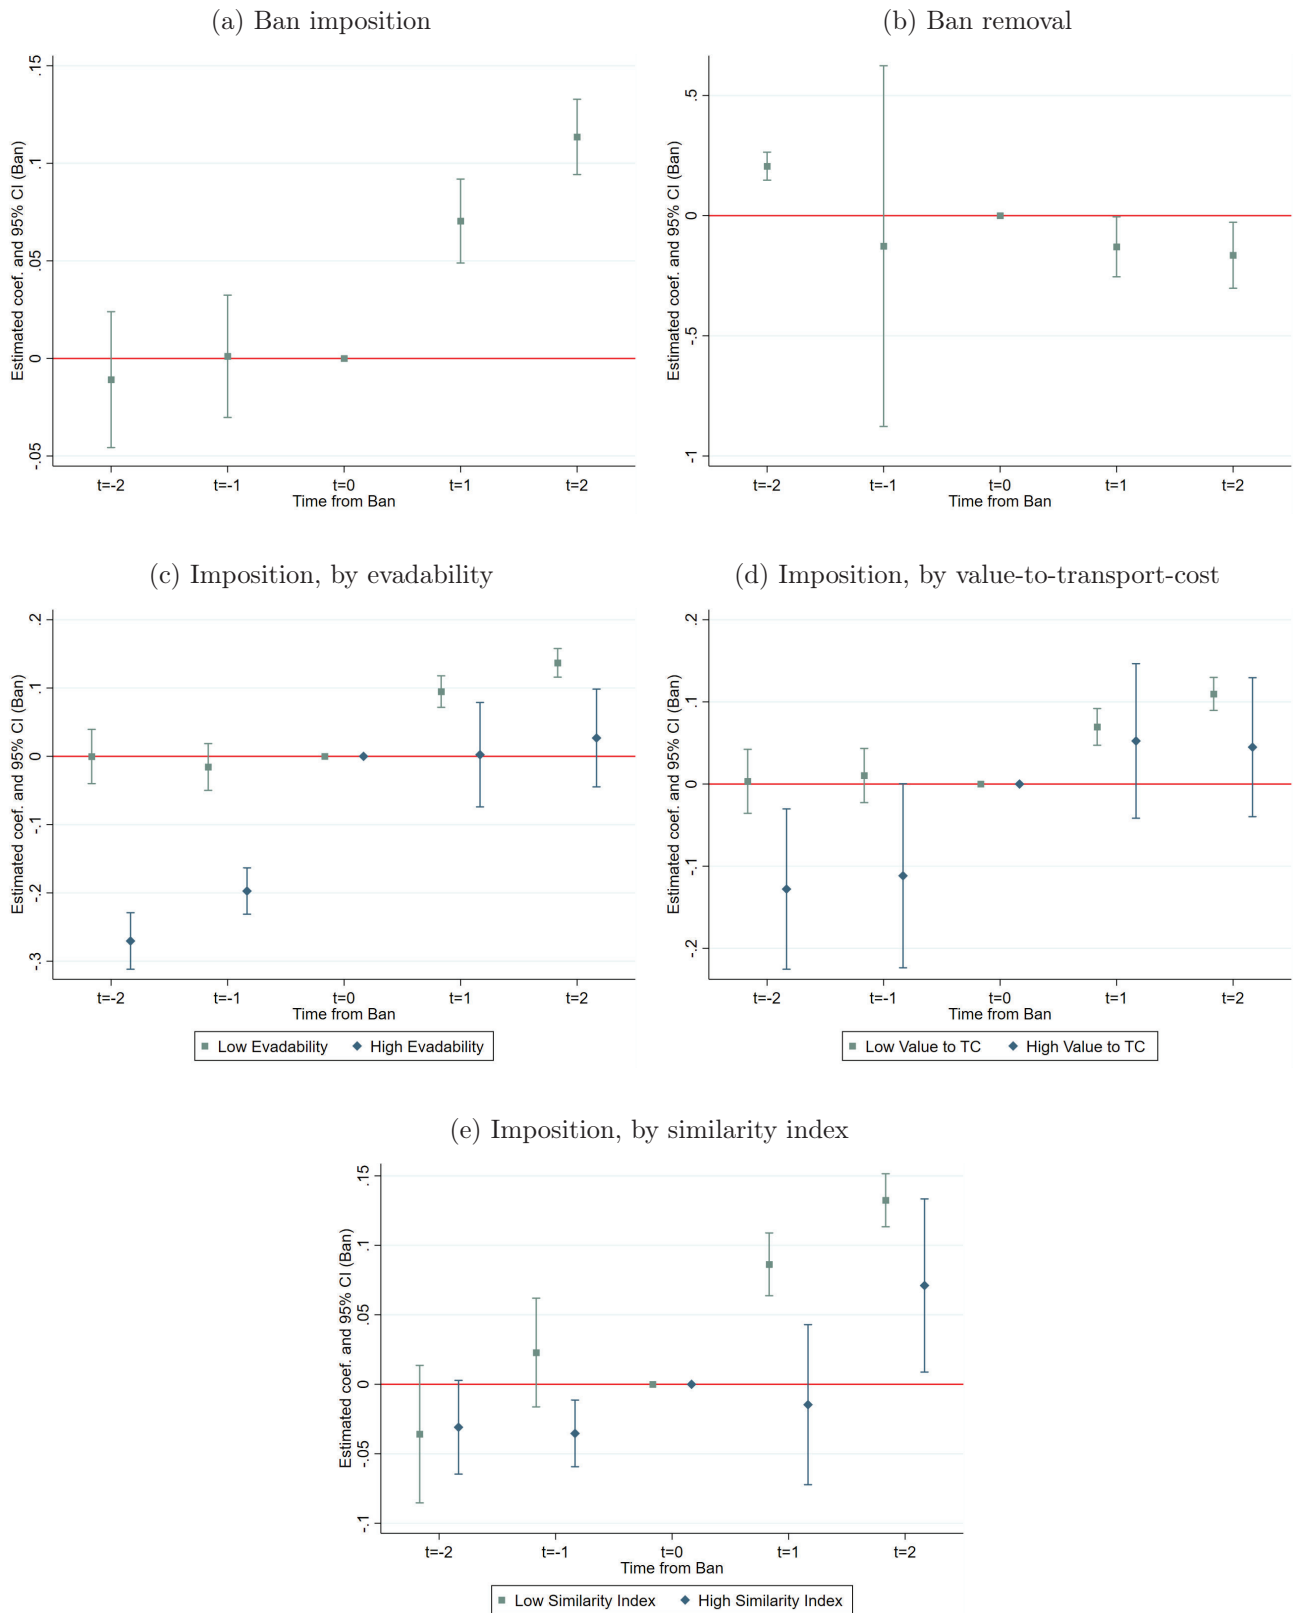 (a) Ban imposition
Estimated coef. and 95% CI (Ban)
.15
.1
.05
0
-.05
t=-2 t=-1 t=0 t=1 t=2
Time from Ban
(b) Ban removal
Estimated coef. and 95% CI (Ban)
.5
0
-.5
-1
t=-2 t=-1 t=0 t=1 t=2
Time from Ban
(c) Imposition, by evadability
Estimated coef. and 95% CI (Ban)
.2
.1
0
-.1
-.2
-.3
t=-2 t=-1 t=0 t=1 t=2
Time from Ban
Low Evadability High Evadability
(d) Imposition, by value-to-transport-cost
Estimated coef. and 95% CI (Ban)
.2
.1
0
-.1
-.2
t=-2 t=-1 t=0 t=1 t=2
Time from Ban
Low Value to TC High Value to TC
(e) Imposition, by similarity index
Estimated coef. and 95% CI (Ban)
.15
.1
.05
0
-.05
-.1
t=-2 t=-1 t=0 t=1 t=2
Time from Ban
Low Similarity Index High Similarity Index